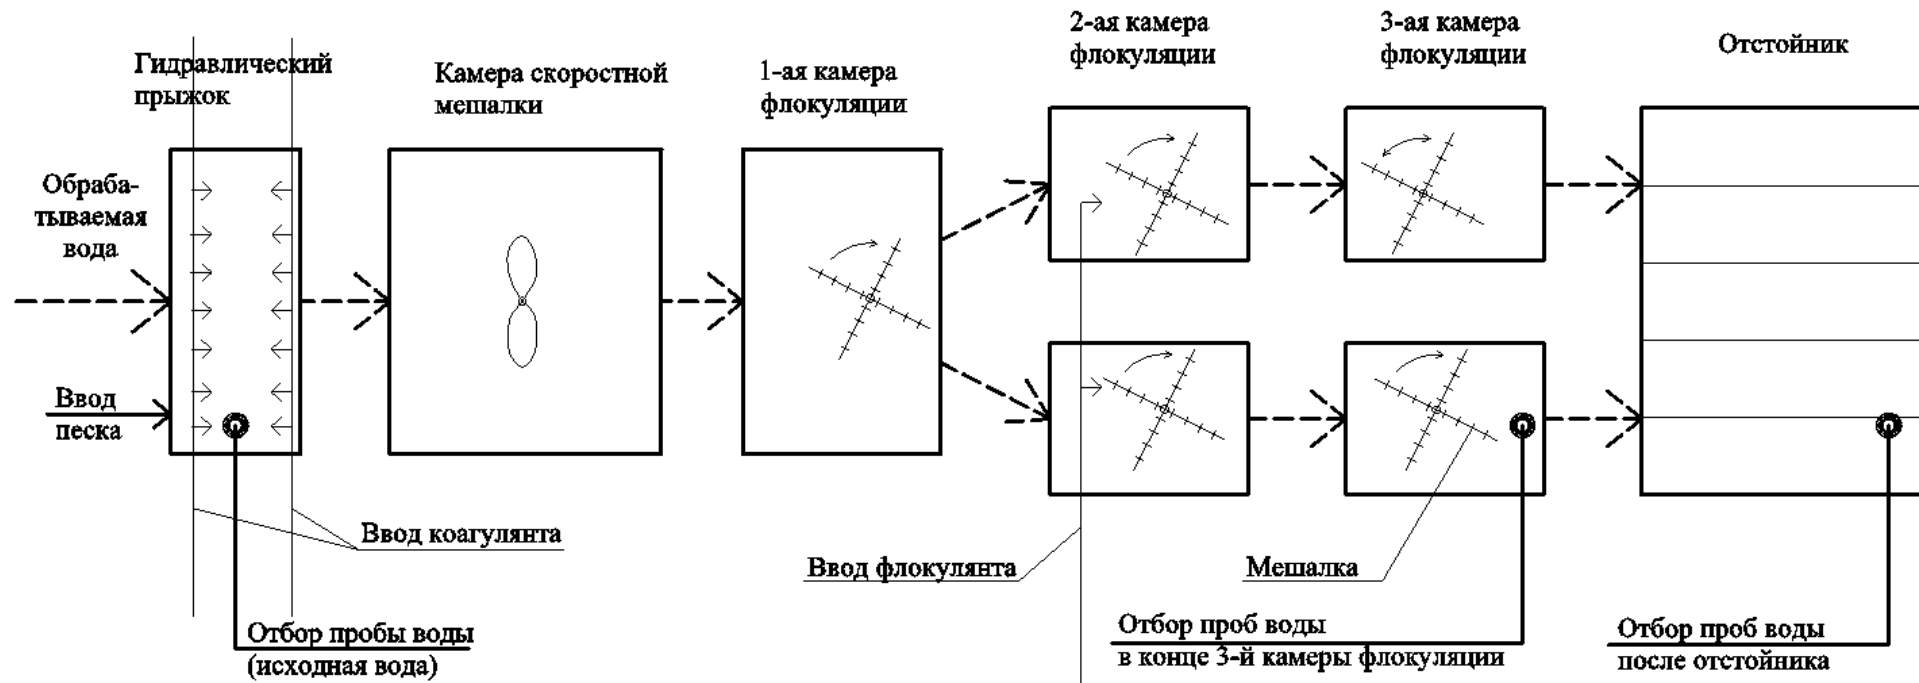 Гидравлический
прыжок
Камера скоростной
мешалки
1-ая камера
флокуляции
2-ая камера
флокуляции
3-ая камера
флокуляции
Отстойник
Обраба-
тываемая
вода
Ввод
песка
Ввод коагулянта
Ввод флокулянта
Мешалка
Отбор пробы воды
(исходная вода)
Отбор проб воды
в конце 3-й камеры флокуляции
Отбор проб воды
после отстойника